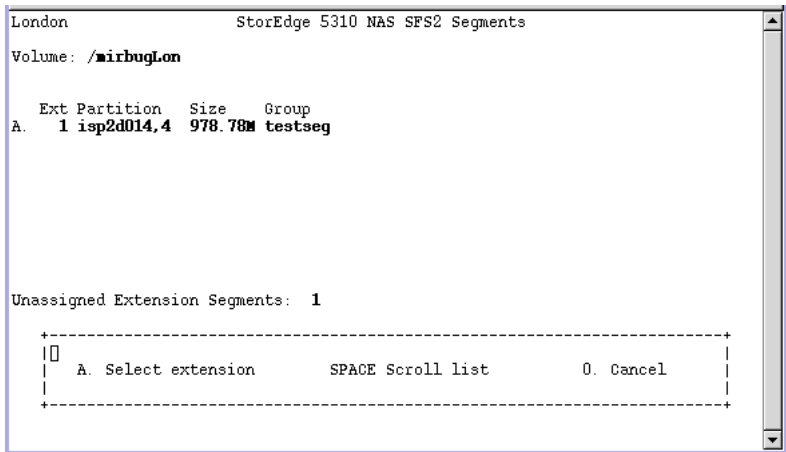 London StorEdge 5310 NAS SFS2 Segments
Volume: /mirbugLon
Ext Partition Size Group
A. 1 isp2d014,4 978.78M testseg
Unassigned Extension Segments: 1
A. Select extension SPACE Scroll list 0. Cancel